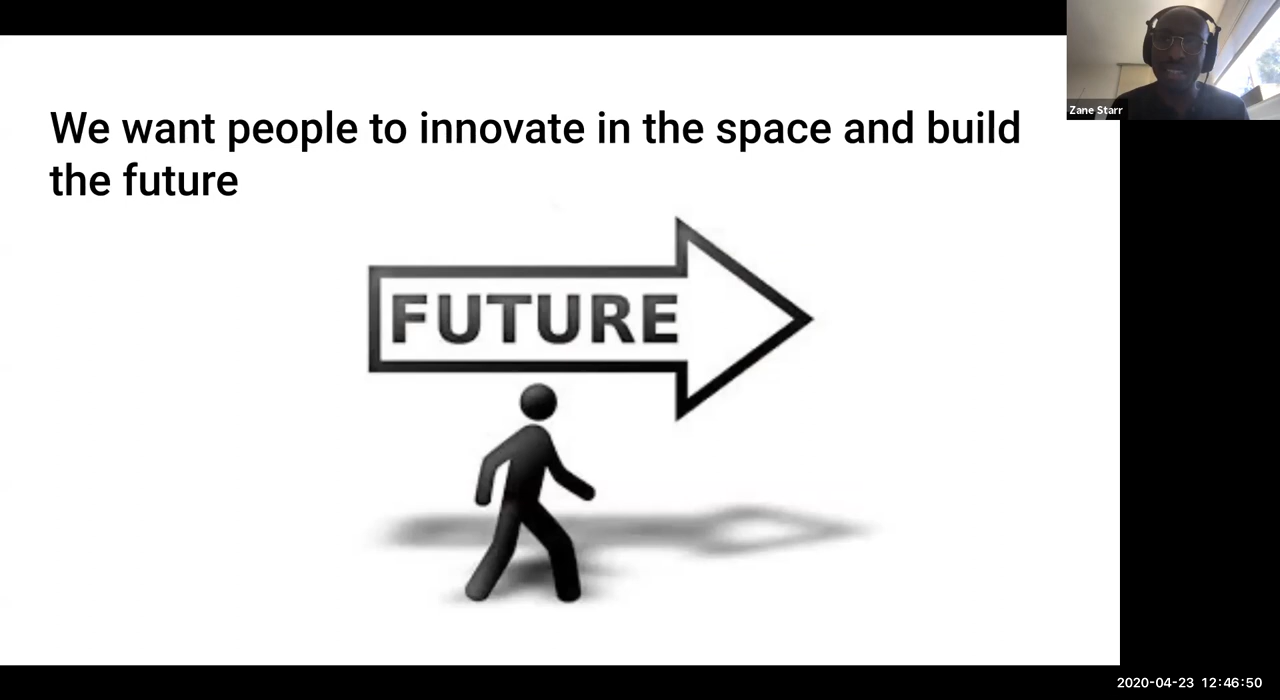 We want people to innovate in the space and build
the future
FUTURE
Zane Starr
2020-04-23 12:46:50